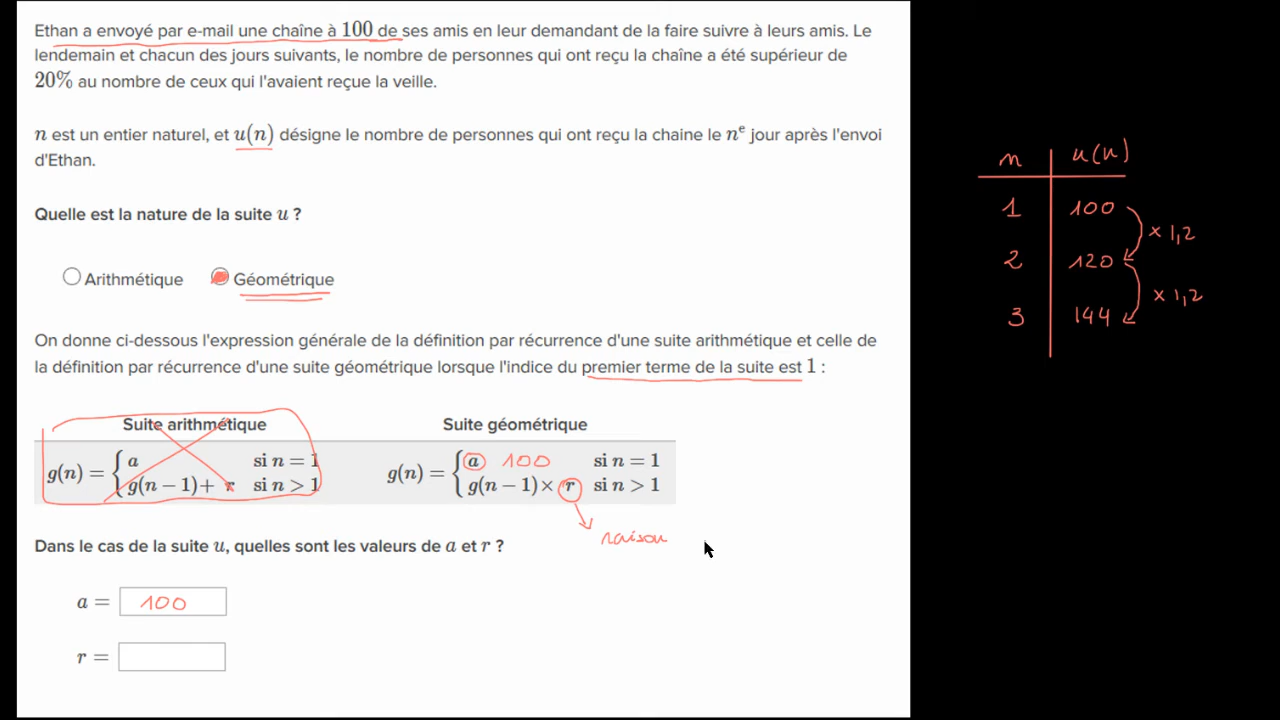 Ethan a envoyé par e-mail une chaîne à 100 de ses amis en leur demandant de la faire suivre à leurs amis. Le
lendemain et chacun des jours suivants, le nombre de personnes qui ont reçu la chaîne a été supérieur de
20% au nombre de ceux qui l'avaient reçue la veille.
n est un entier naturel, et u(n) désigne le nombre de personnes qui ont reçu la chaine le nᵉ jour après l'envoi
d'Ethan.
Quelle est la nature de la suite u ?
Arithmétique Géométrique
On donne ci-dessous l'expression générale de la définition par récurrence d'une suite arithmétique et celle de
la définition par récurrence d'une suite géométrique lorsque l'indice du premier terme de la suite est 1 :
Suite arithmétique Suite géométrique
g(n) = { a si n = 1
g(n − 1) + r si n > 1
g(n) = { a 100 si n = 1
g(n − 1) × r si n > 1
raison
Dans le cas de la suite u, quelles sont les valeurs de a et r ?
a = 100
r =
n u(n)
1 100
× 1,2
2 120
× 1,2
3 144